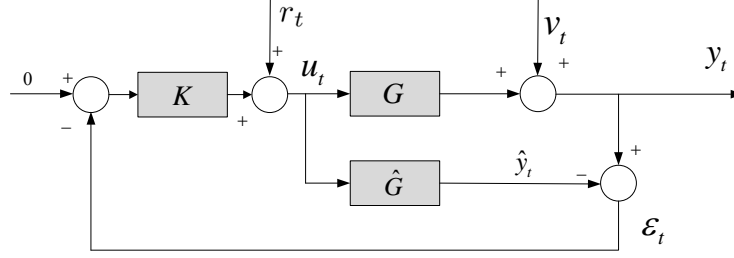 r_t
v_t
0
+
−
K
+
+
u_t
G
+
+
y_t
Ĝ
ŷ_t
−
+
ε_t